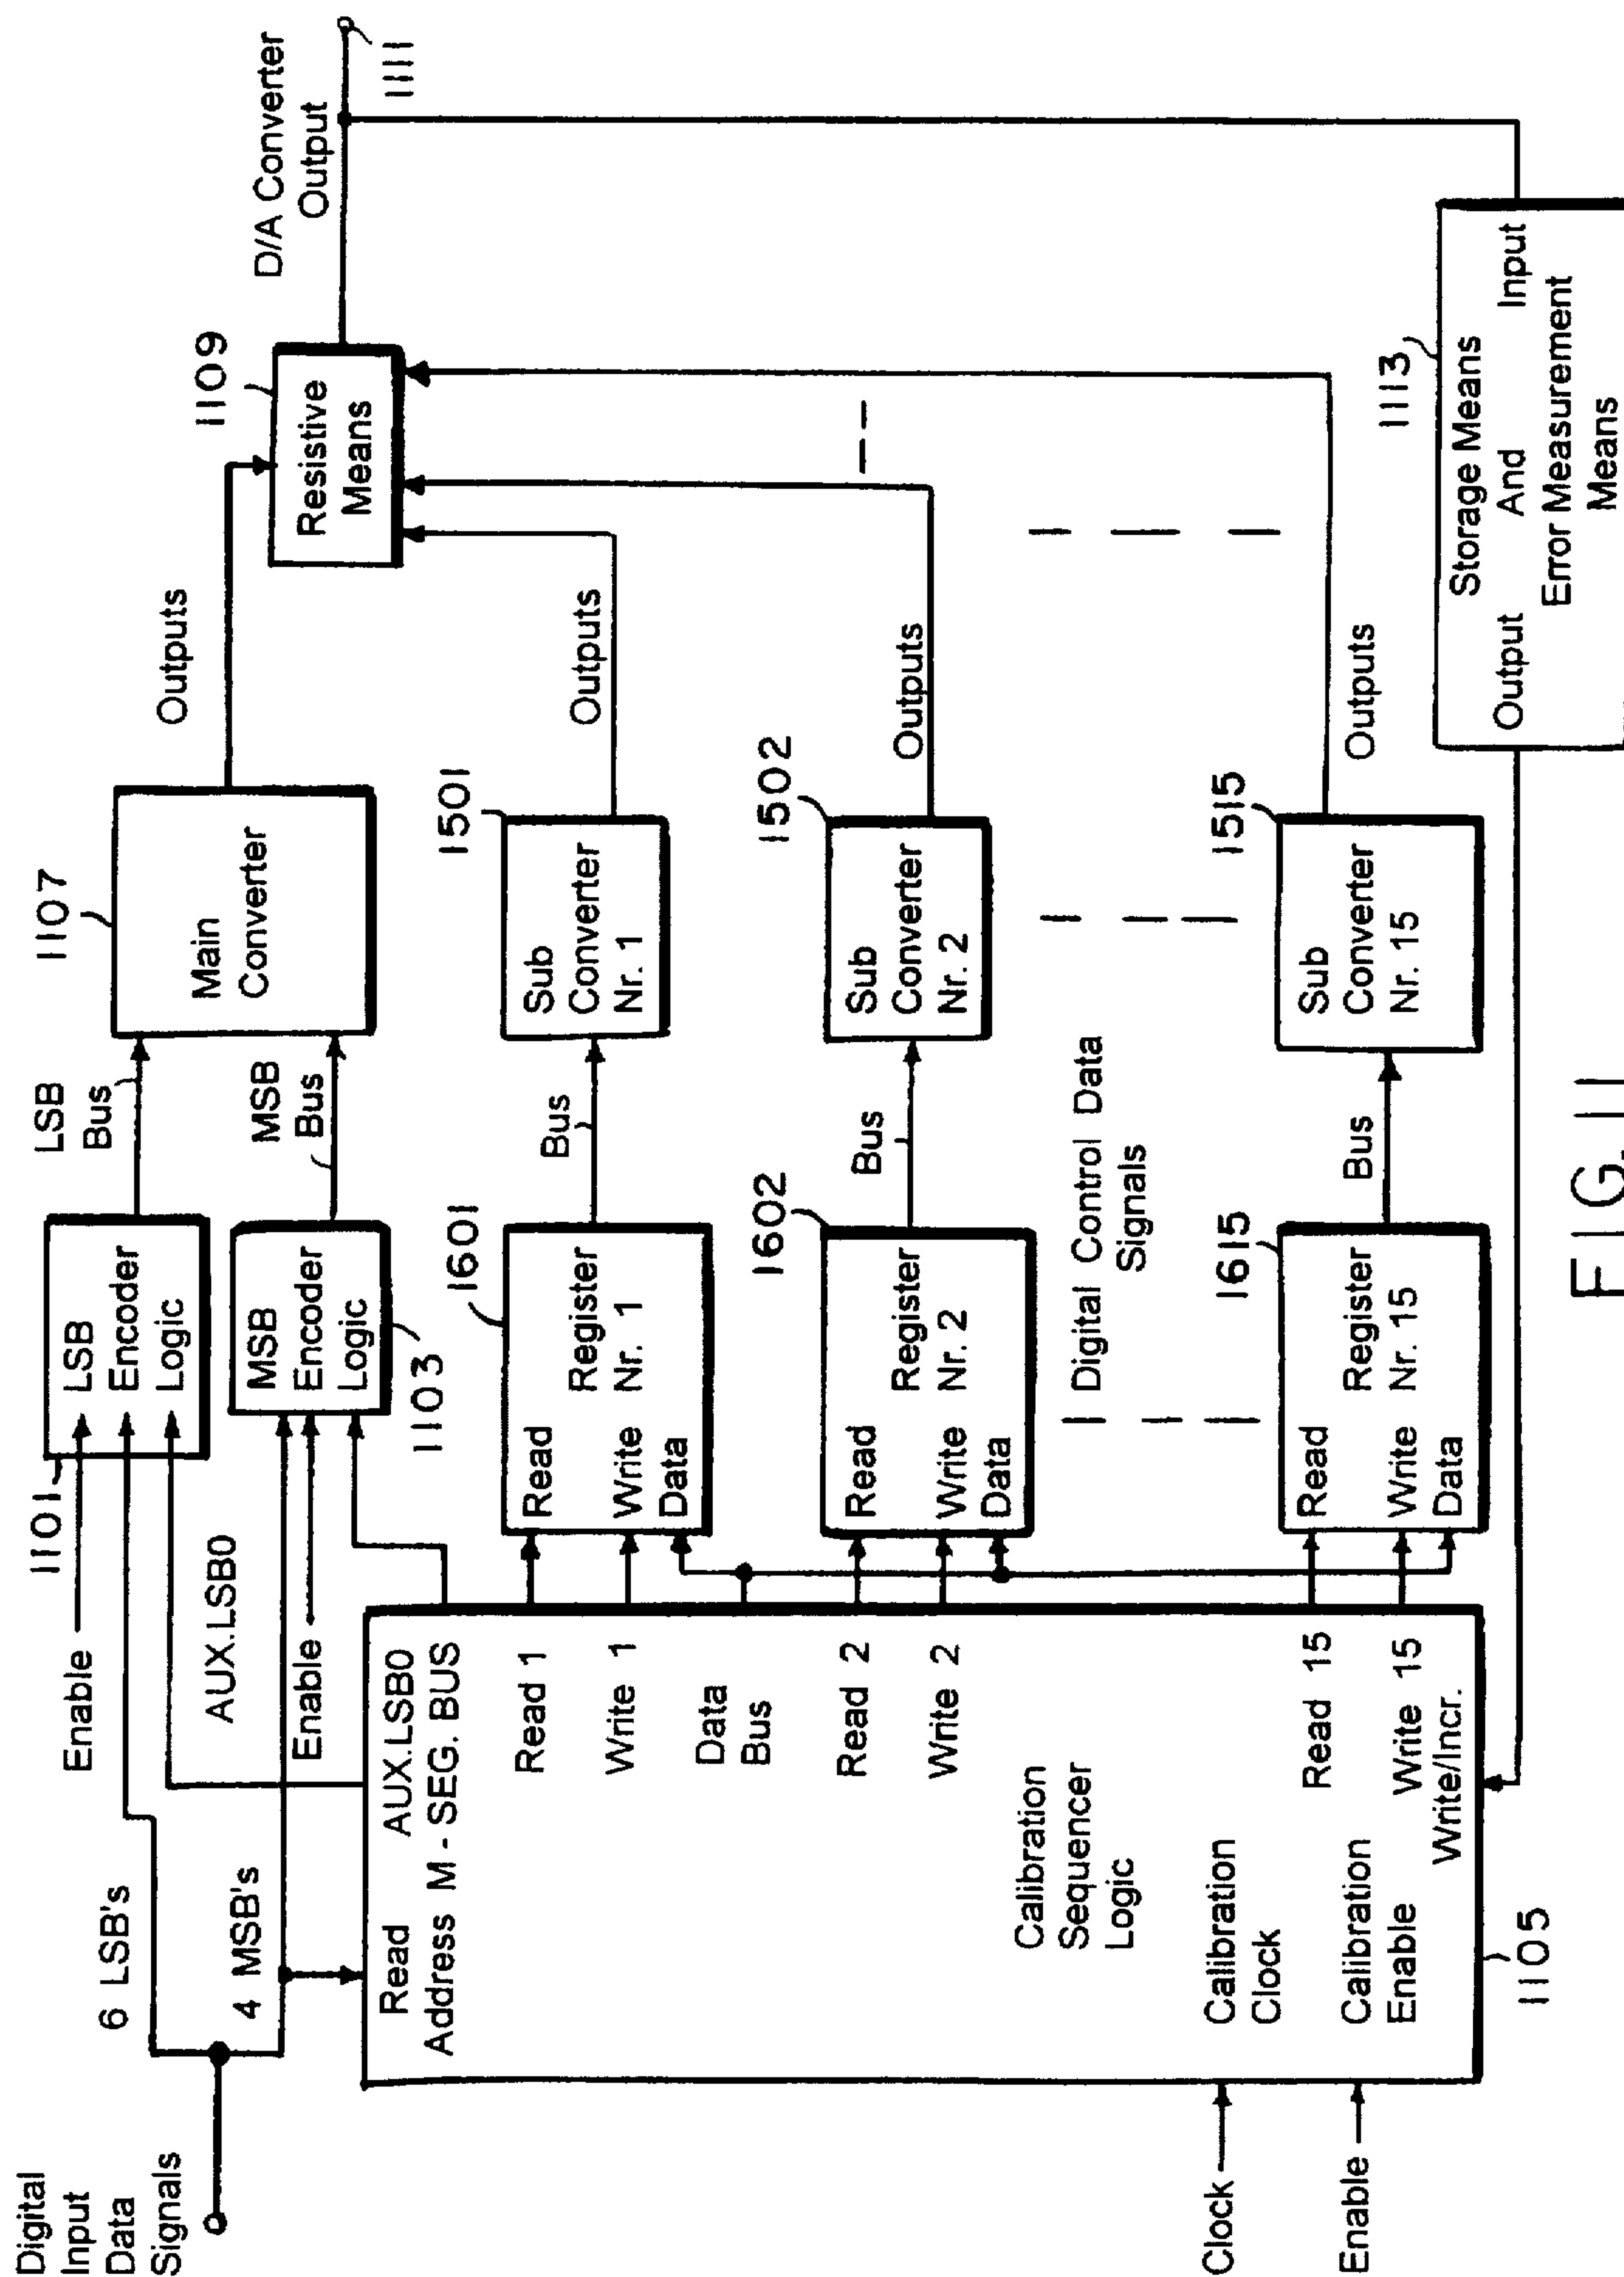 Digital
Input
Data
Signals
6 LSB's
4 MSB's
Enable
AUX.LSB0
Enable
1101
LSB
Encoder
Logic
LSB
Bus
MSB
Encoder
Logic
1103
MSB
Bus
1107
Main
Converter
Outputs
1109
Resistive
Means
D/A Converter
Output
1111
Read
Address
AUX.LSB0
M - SEG. BUS
Read 1
Write 1
Data
Bus
Read 2
Write 2
Calibration
Sequencer
Logic
Read 15
Write 15
Write/Incr.
Calibration
Clock
Calibration
Enable
Clock
Enable
1105
1601
Read
Register
Write Nr. 1
Data
Bus
1501
Sub
Converter
Nr. 1
Outputs
1602
Read
Register
Write Nr. 2
Data
Bus
1502
Sub
Converter
Nr. 2
Outputs
Digital Control Data
Signals
1615
Read
Register
Write Nr. 15
Data
Bus
1515
Sub
Converter
Nr. 15
Outputs
1113
Storage Means
Output And Input
Error Measurement
Means
FIG. 11